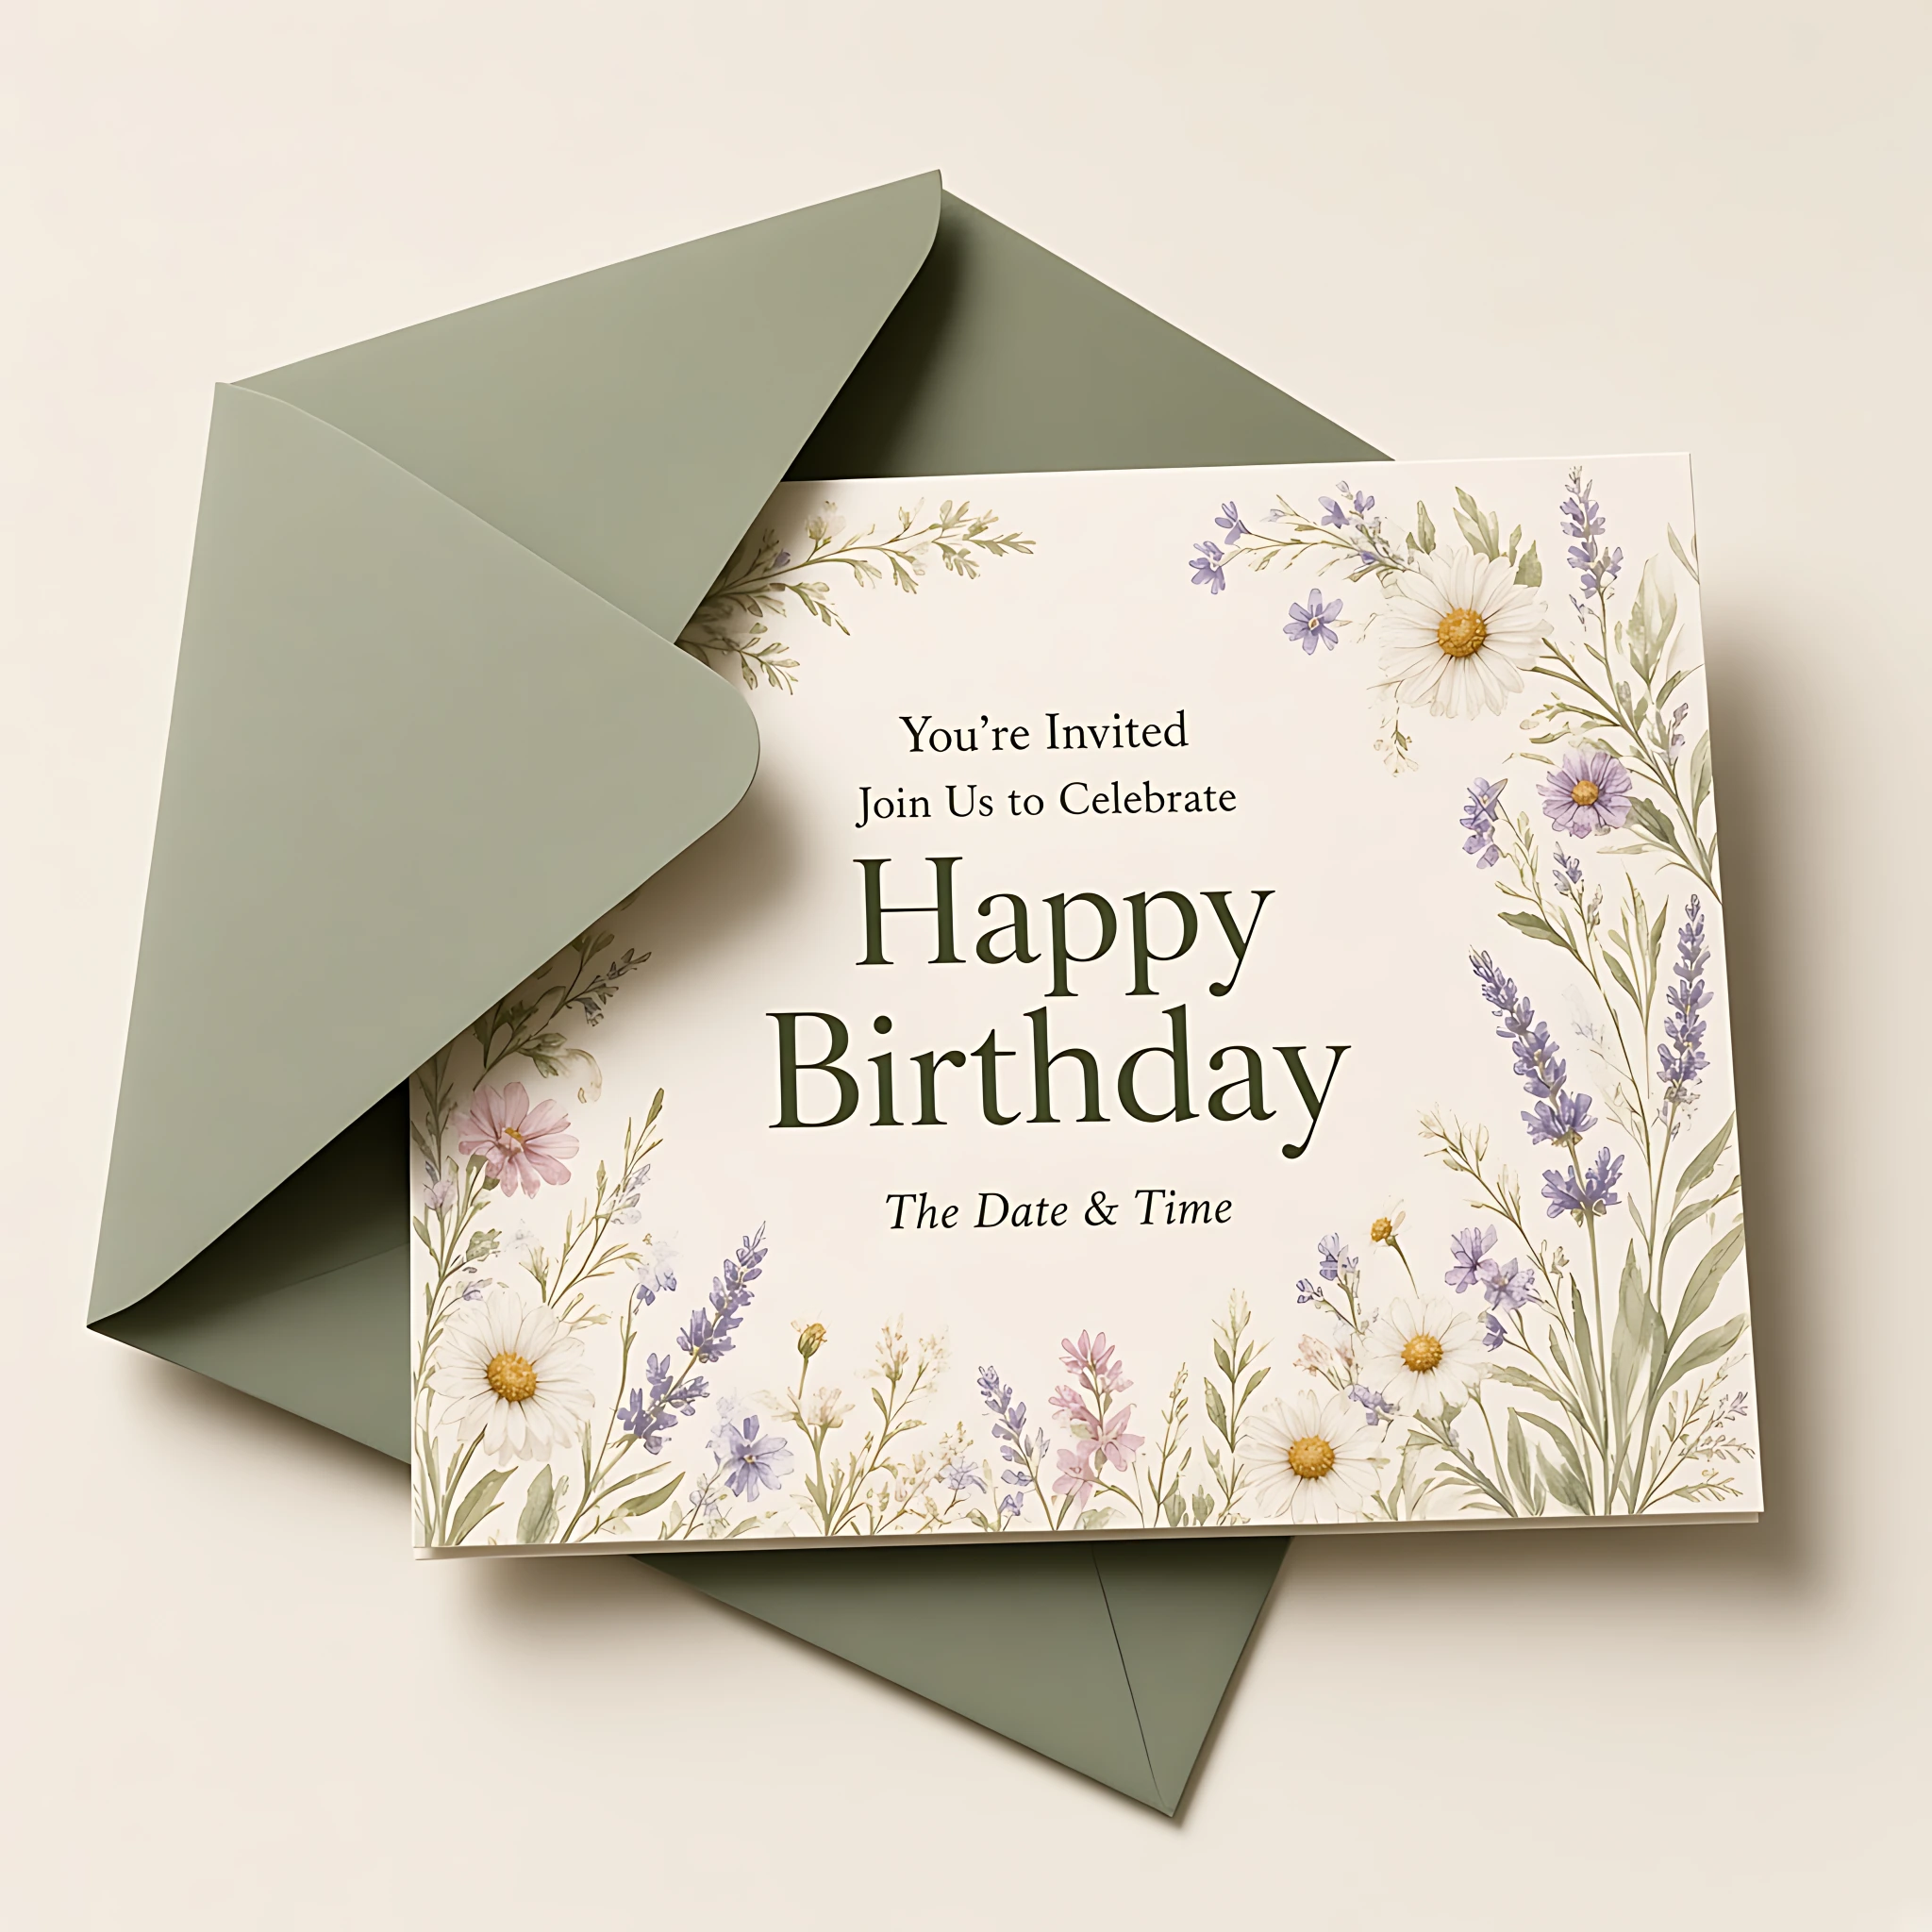 You’re Invited
Join Us to Celebrate
Happy
Birthday
The Date & Time